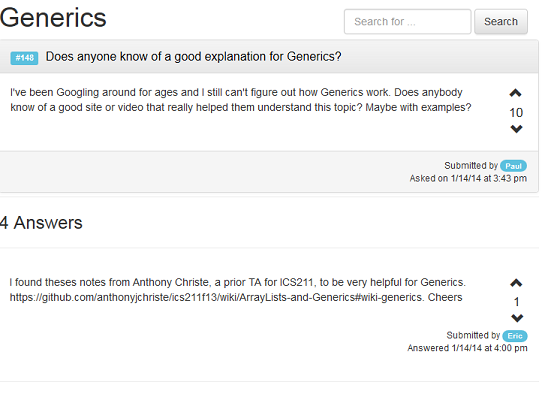 Generics
Search for ...
Search
#148 Does anyone know of a good explanation for Generics?
I've been Googling around for ages and I still can't figure out how Generics work. Does anybody
know of a good site or video that really helped them understand this topic? Maybe with examples?
10
Submitted by Paul
Asked on 1/14/14 at 3:43 pm
4 Answers
I found theses notes from Anthony Christe, a prior TA for ICS211, to be very helpful for Generics.
https://github.com/anthonyjchriste/ics211f13/wiki/ArrayLists-and-Generics#wiki-generics. Cheers
1
Submitted by Eric
Answered 1/14/14 at 4:00 pm